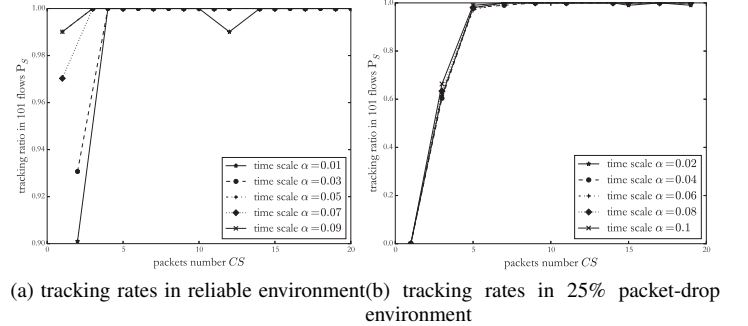 tracking ratio in 101 flows P_S
1.00
0.98
0.96
0.94
0.92
0.90
5
10
15
20
packets number CS
time scale α=0.01
time scale α=0.03
time scale α=0.05
time scale α=0.07
time scale α=0.09
tracking ratio in 101 flows P_S
1.0
0.8
0.6
0.4
0.2
0.0
0
5
10
15
20
packets number CS
time scale α=0.02
time scale α=0.04
time scale α=0.06
time scale α=0.08
time scale α=0.1
(a) tracking rates in reliable environment
(b) tracking rates in 25% packet-drop
environment